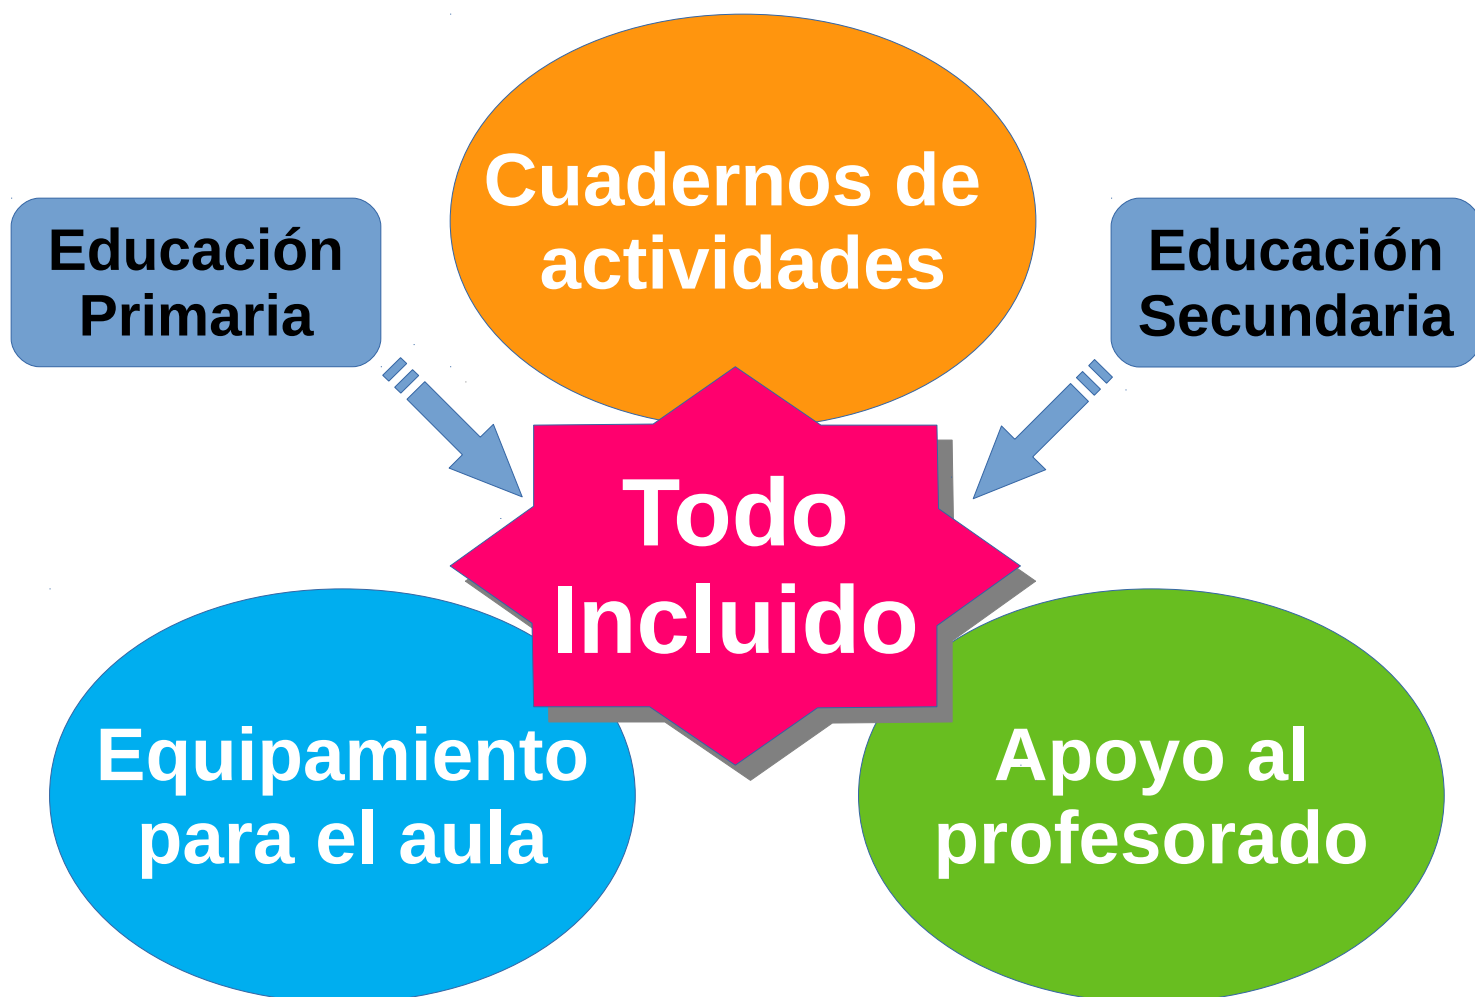 Cuadernos de
actividades
Educación
Primaria
Educación
Secundaria
Todo
Incluido
Equipamiento
para el aula
Apoyo al
profesorado